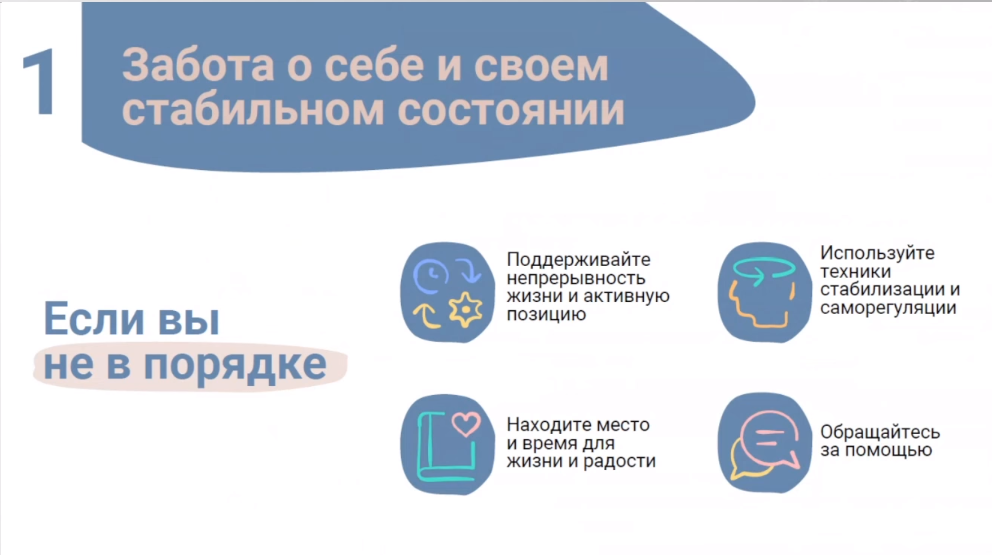 1
Забота о себе и своем
стабильном состоянии
Если вы
не в порядке
Поддерживайте
непрерывность
жизни и активную
позицию
Используйте
техники
стабилизации и
саморегуляции
Находите место
и время для
жизни и радости
Обращайтесь
за помощью